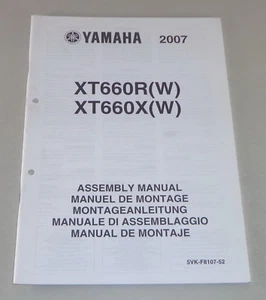 YAMAHA 2007
XT660R(W)
XT660X(W)
ASSEMBLY MANUAL
MANUEL DE MONTAGE
MONTAGEANLEITUNG
MANUALE DI ASSEMBLAGGIO
MANUAL DE MONTAJE
5VK-F8107-52